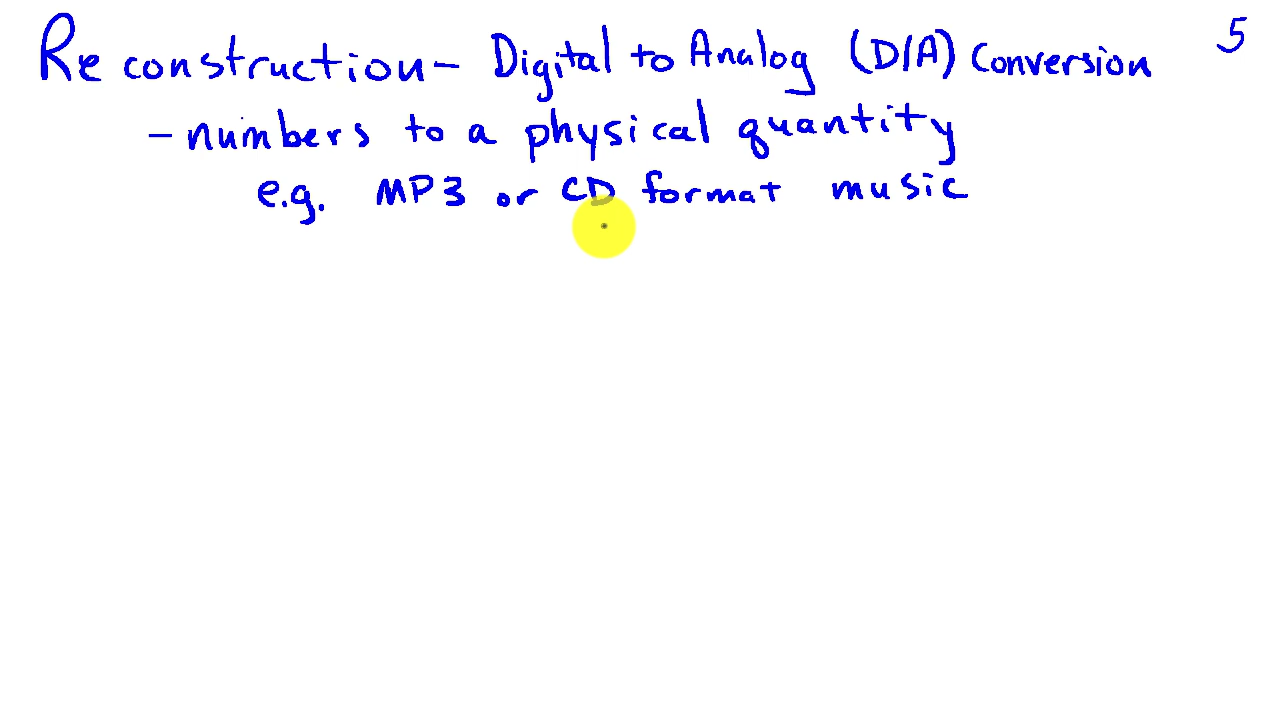 Reconstruction - Digital to Analog (D/A) Conversion 5
- numbers to a physical quantity
e.g. MP3 or CD format music